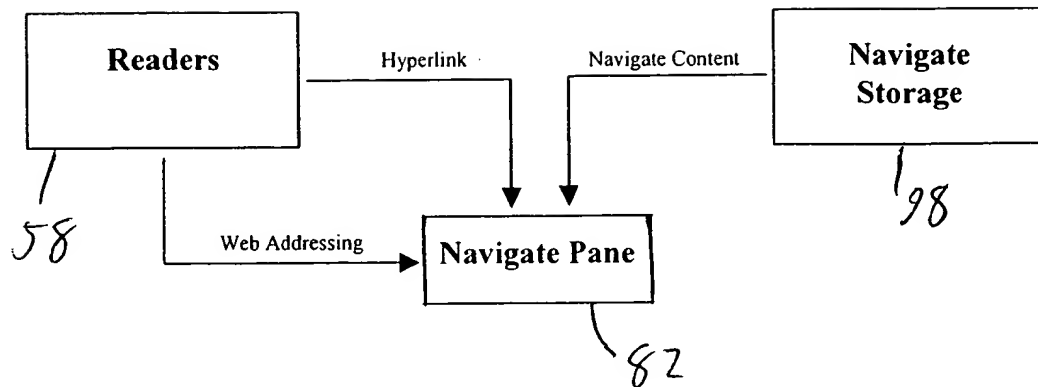 Readers
Hyperlink
Navigate Content
Navigate
Storage
58
98
Web Addressing
Navigate Pane
82